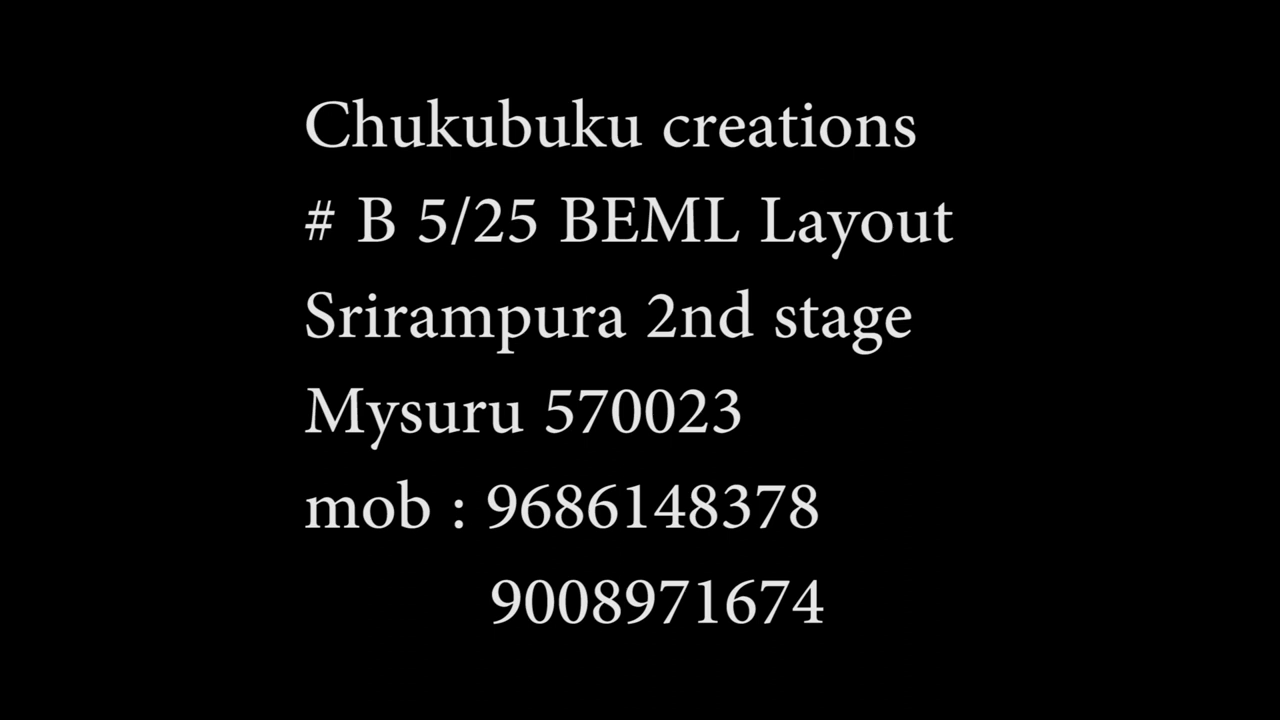 Chukubuku creations
# B 5/25 BEML Layout
Srirampura 2nd stage
Mysuru 570023
mob : 9686148378
9008971674